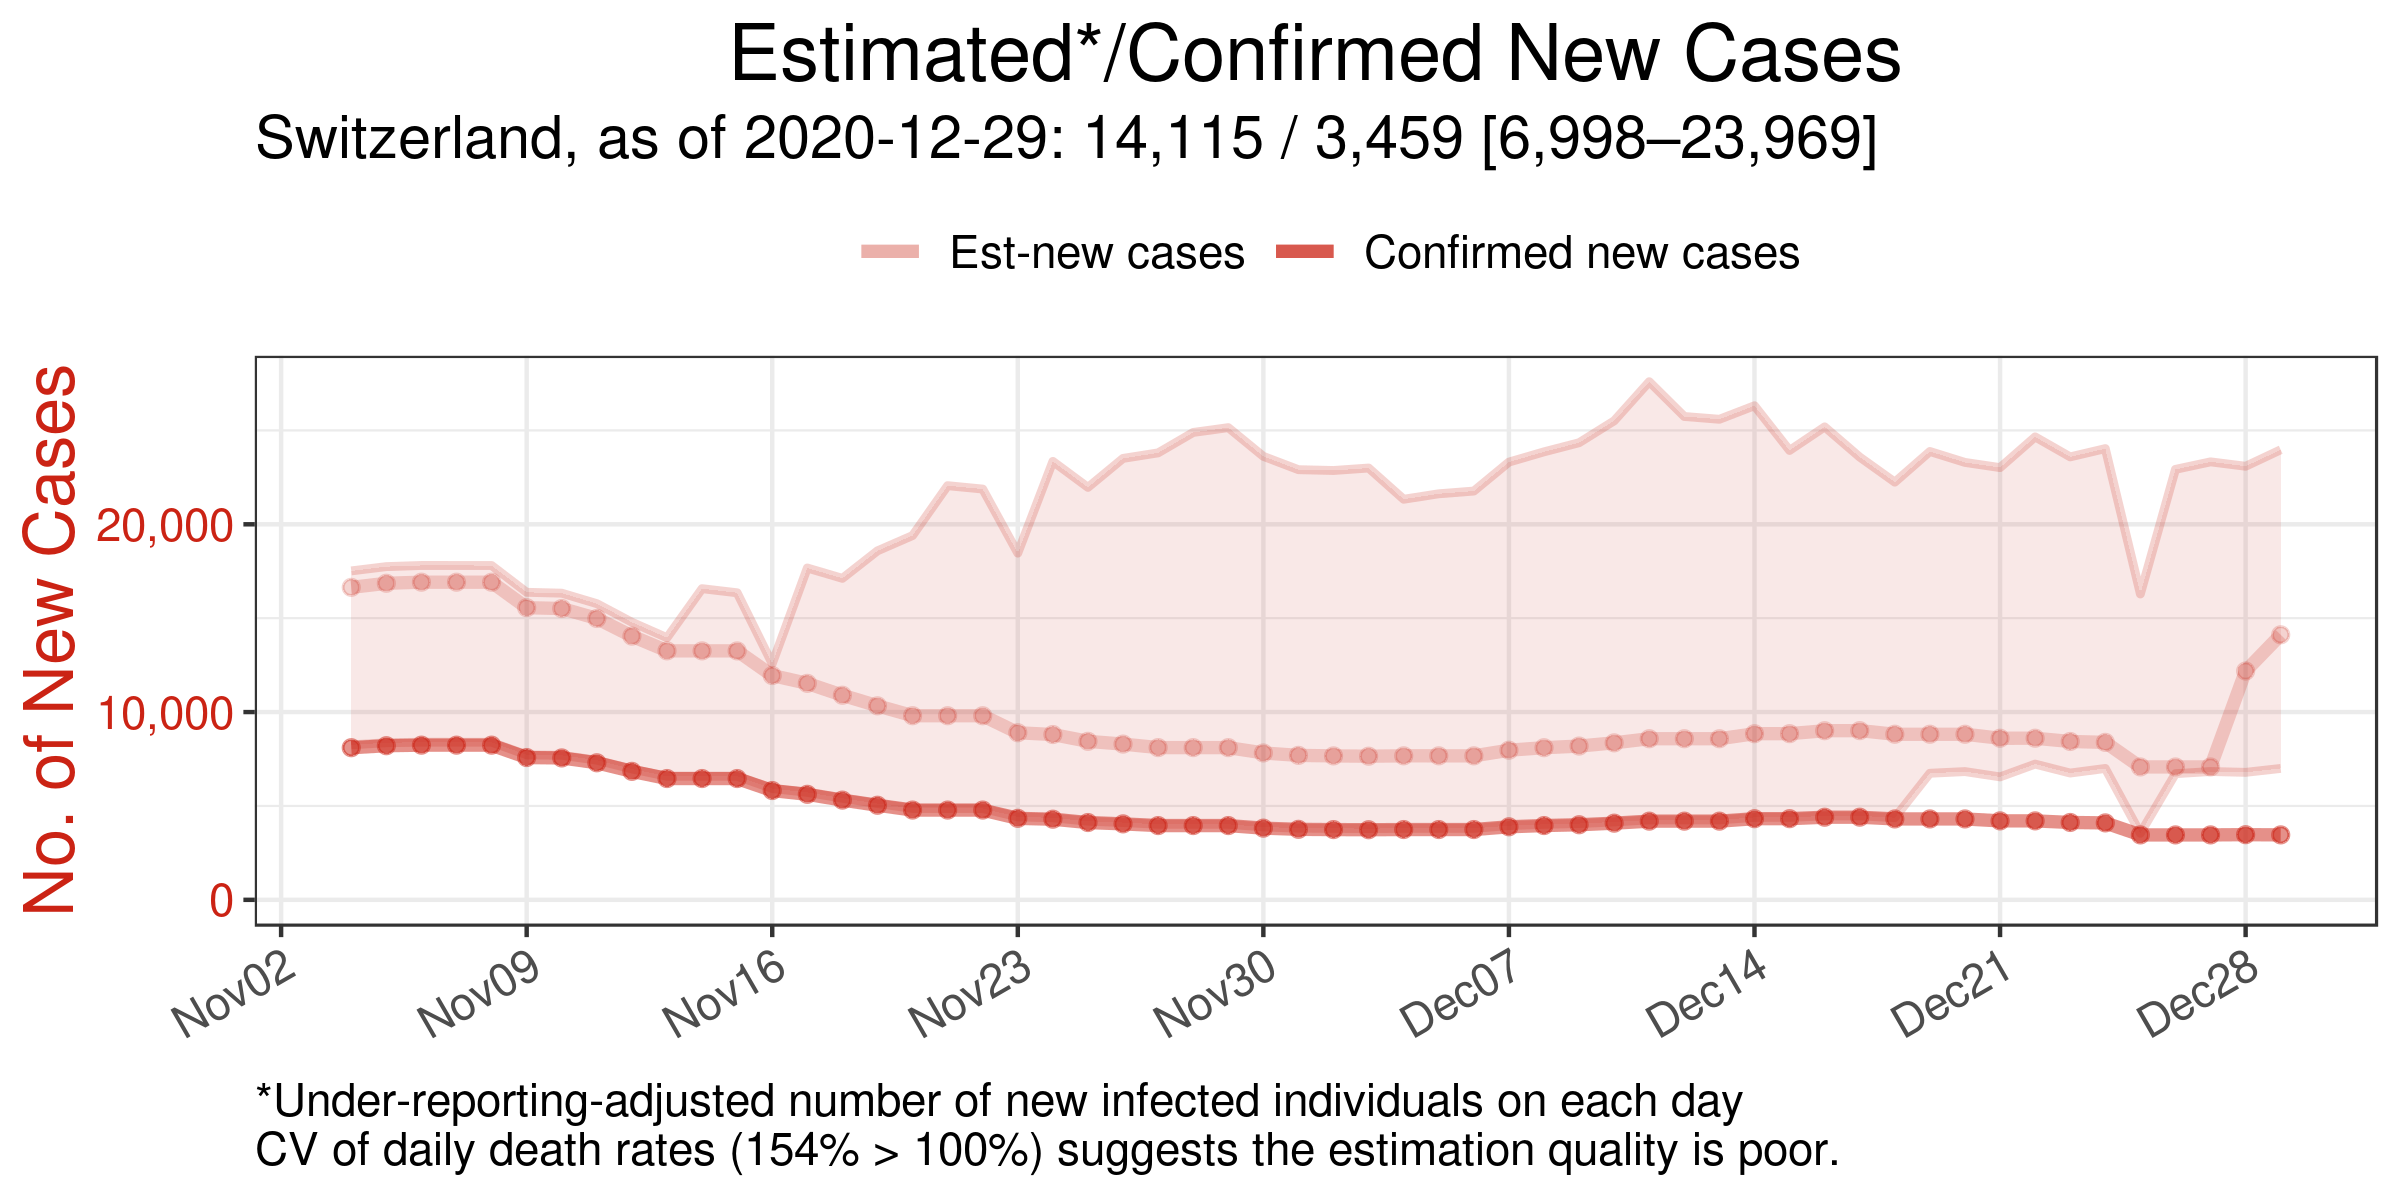 Estimated*/Confirmed New Cases
Switzerland, as of 2020-12-29: 14,115 / 3,459 [6,998–23,969]
Est-new cases
Confirmed new cases
No. of New Cases
20,000
10,000
0
Nov02
Nov09
Nov16
Nov23
Nov30
Dec07
Dec14
Dec21
Dec28
*Under-reporting-adjusted number of new infected individuals on each day
CV of daily death rates (154% > 100%) suggests the estimation quality is poor.